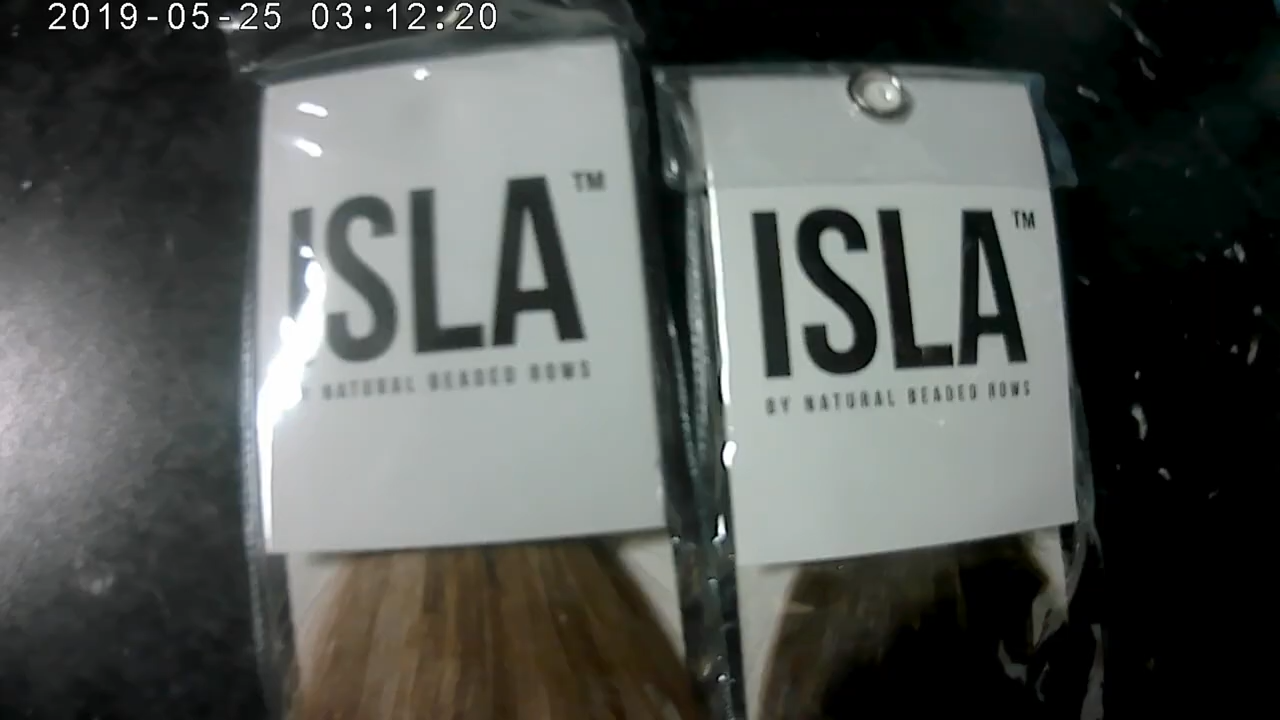 2019-05-25 03:12:20
ISLA™
BY NATURAL BEADED ROWS
ISLA™
BY NATURAL BEADED ROWS